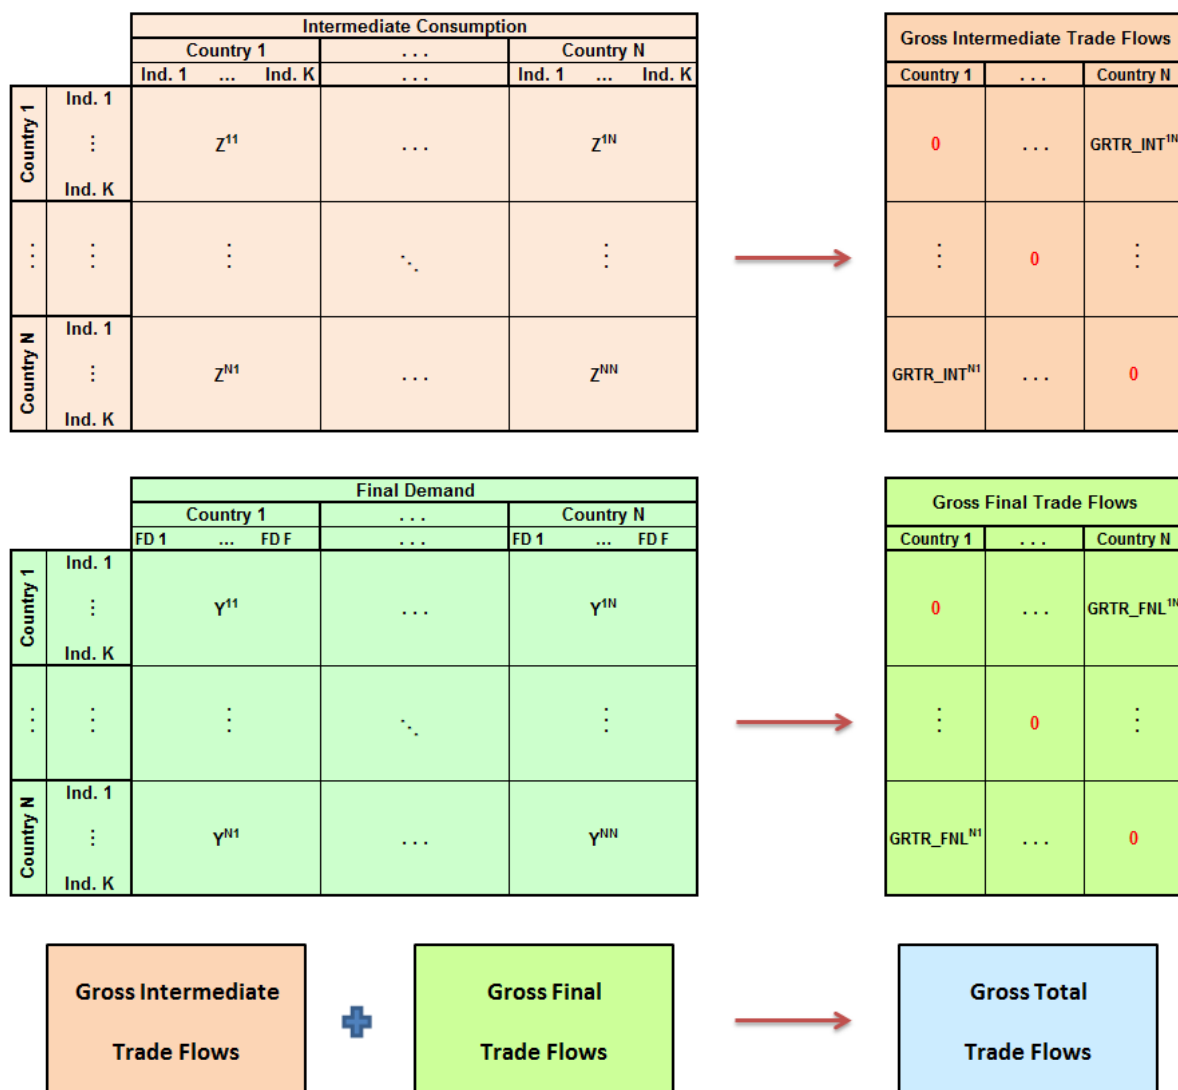 Intermediate Consumption
Country 1 . . . Country N
Ind. 1 ... Ind. K . . . Ind. 1 ... Ind. K
Country 1
Ind. 1
⋮
Ind. K
Z¹¹ . . . Z¹ᴺ
⋮ ⋮ ⋮ ⋱ ⋮
Country N
Ind. 1
⋮
Ind. K
Zᴺ¹ . . . Zᴺᴺ
Gross Intermediate Trade Flows
Country 1 . . . Country N
0 . . . GRTR_INT¹ᴺ
⋮ 0 ⋮
GRTR_INTᴺ¹ . . . 0
Final Demand
Country 1 . . . Country N
FD 1 ... FD F . . . FD 1 ... FD F
Country 1
Ind. 1
⋮
Ind. K
Y¹¹ . . . Y¹ᴺ
⋮ ⋮ ⋮ ⋱ ⋮
Country N
Ind. 1
⋮
Ind. K
Yᴺ¹ . . . Yᴺᴺ
Gross Final Trade Flows
Country 1 . . . Country N
0 . . . GRTR_FNL¹ᴺ
⋮ 0 ⋮
GRTR_FNLᴺ¹ . . . 0
Gross Intermediate
Trade Flows
Gross Final
Trade Flows
Gross Total
Trade Flows